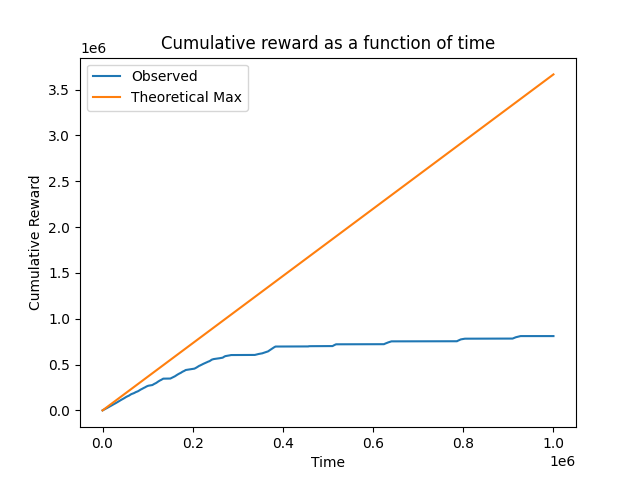 Cumulative reward as a function of time
1e6
Observed
Theoretical Max
3.5
3.0
2.5
2.0
1.5
1.0
0.5
0.0
Cumulative Reward
0.0 0.2 0.4 0.6 0.8 1.0
Time
1e6